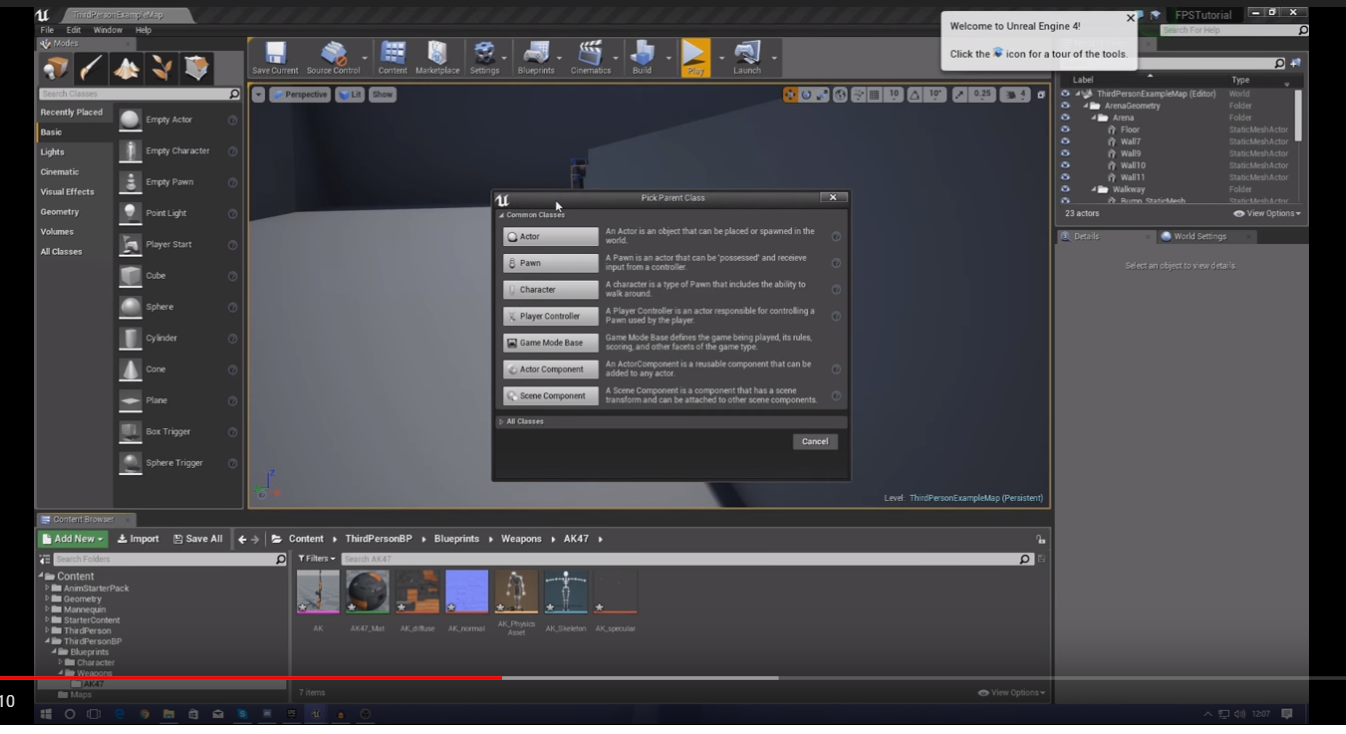 ThirdPersonExampleMap
FPSTutorial
File Edit Window Help
Search For Help
Welcome to Unreal Engine 4!
Click the icon for a tour of the tools.
Modes
Save Current Source Control Content Marketplace Settings Blueprints Cinematics Build Play Launch
Search Classes
Recently Placed
Basic
Lights
Cinematic
Visual Effects
Geometry
Volumes
All Classes
Empty Actor
Empty Character
Empty Pawn
Point Light
Player Start
Cube
Sphere
Cylinder
Cone
Plane
Box Trigger
Sphere Trigger
Perspective Lit Show
10 10° 0.25 4
Pick Parent Class
Common Classes
Actor
An Actor is an object that can be placed or spawned in the
world.
Pawn
A Pawn is an actor that can be 'possessed' and receieve
input from a controller.
Character
A character is a type of Pawn that includes the ability to
walk around.
Player Controller
A Player Controller is an actor responsible for controlling a
Pawn used by the player.
Game Mode Base
Game Mode Base defines the game being played, its rules,
scoring, and other facets of the game type.
Actor Component
An ActorComponent is a reusable component that can be
added to any actor.
Scene Component
A Scene Component is a component that has a scene
transform and can be attached to other scene components.
All Classes
Cancel
Level: ThirdPersonExampleMap (Persistent)
Label Type
ThirdPersonExampleMap (Editor) World
ArenaGeometry Folder
Arena Folder
Floor StaticMeshActor
Wall7 StaticMeshActor
Wall9 StaticMeshActor
Wall10 StaticMeshActor
Wall11 StaticMeshActor
Walkway Folder
Bump_StaticMesh StaticMeshActor
23 actors View Options
Details World Settings
Select an object to view details.
Content Browser
Add New Import Save All Content ThirdPersonBP Blueprints Weapons AK47
Search Folders
Filters Search AK47
Content
AnimStarterPack
Geometry
Mannequin
StarterContent
ThirdPerson
ThirdPersonBP
Blueprints
Character
Weapons
AK47
Maps
AK
AK47_Mat
AK_diffuse
AK_normal
AK_Physics
Asset
AK_Skeleton
AK_specular
7 items View Options
10
12:07